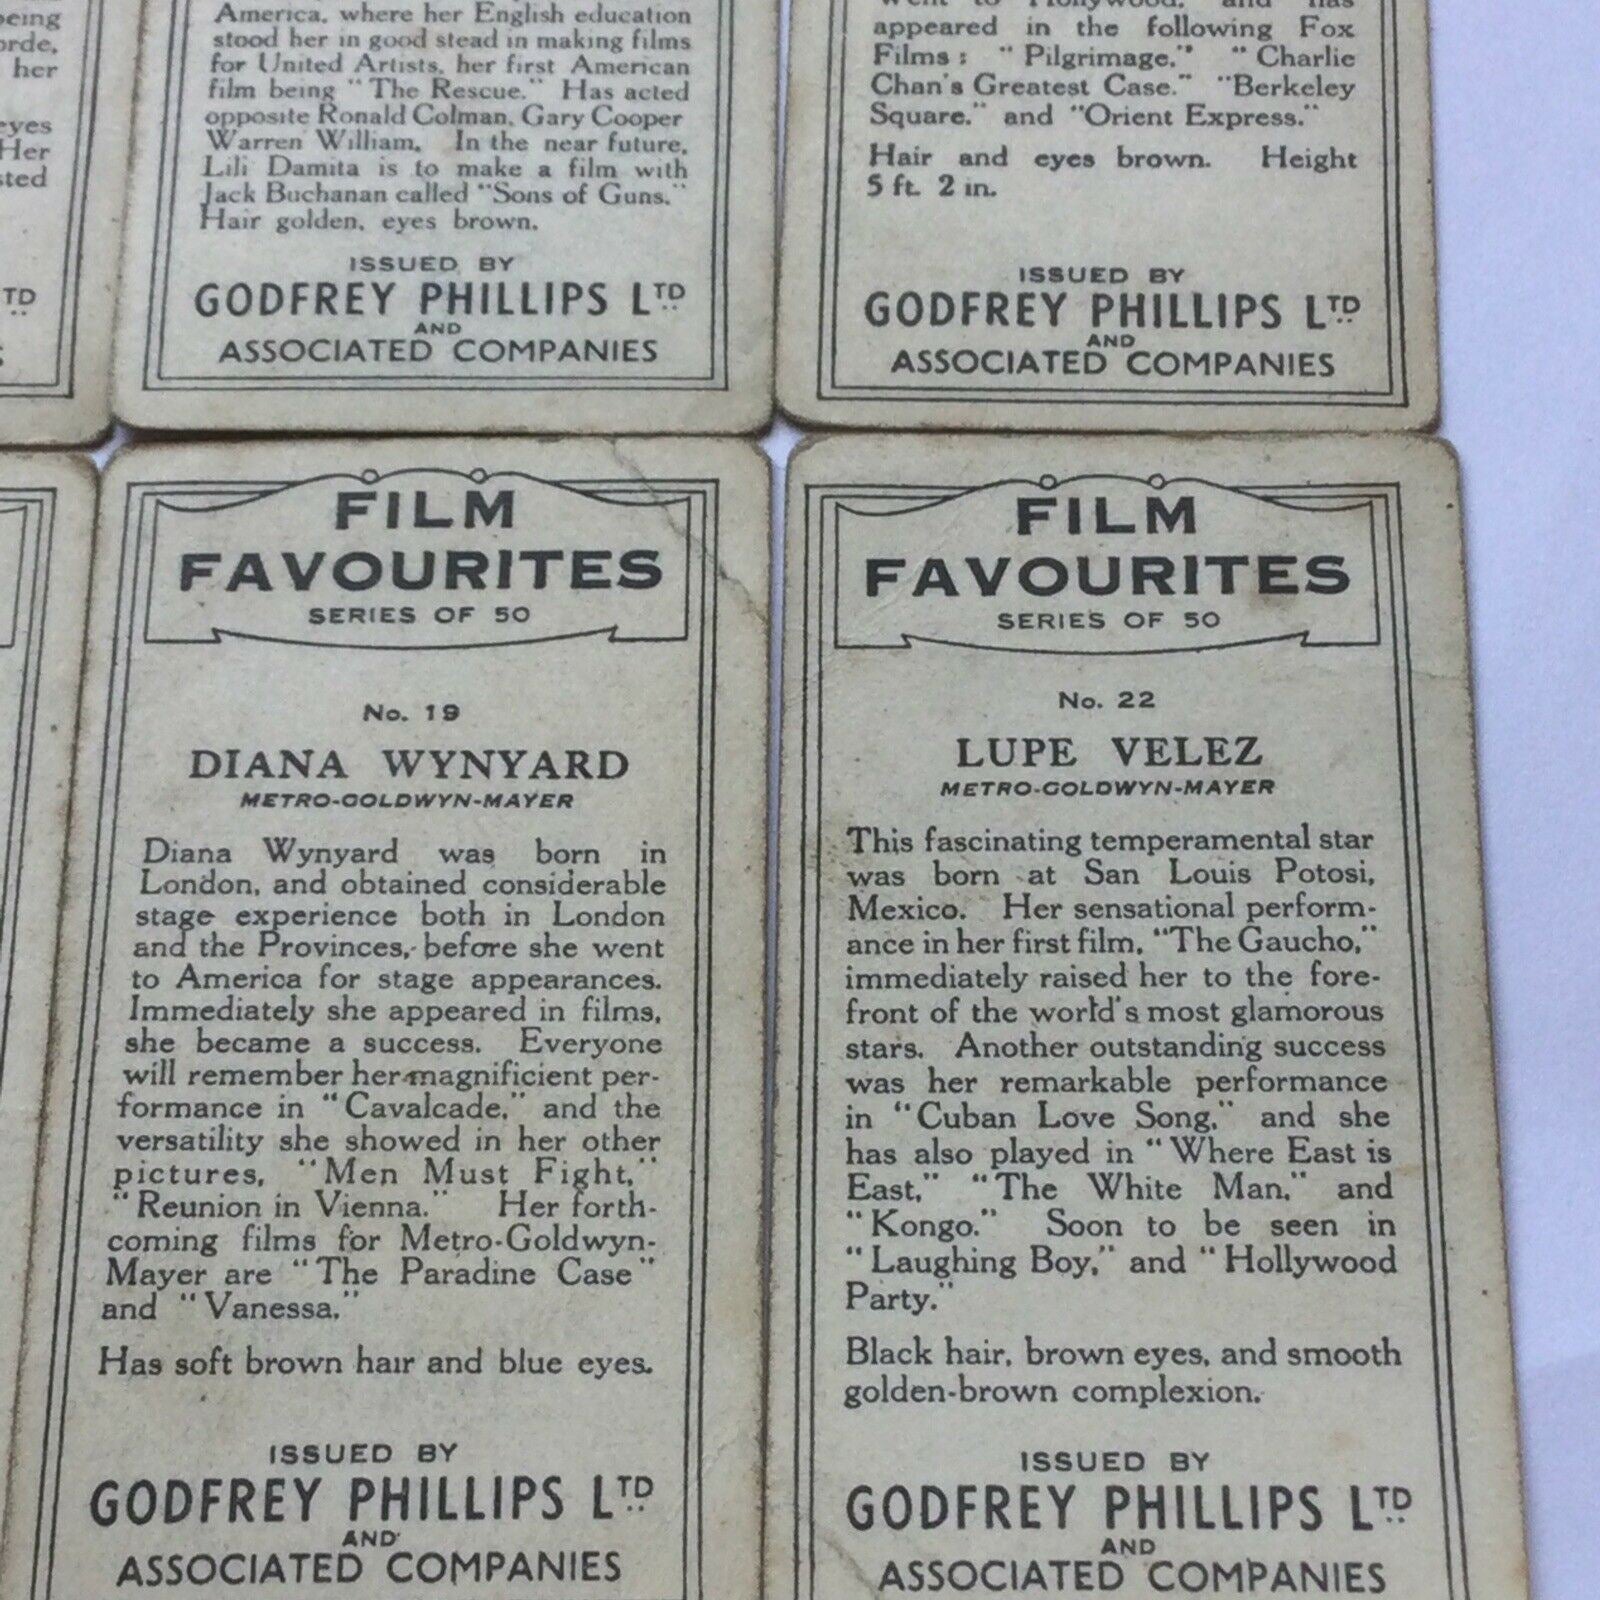 being
orde,
her
eyes
Her
sted
TD
S
America, where her English education
stood her in good stead in making films
for United Artists, her first American
film being "The Rescue." Has acted
opposite Ronald Colman, Gary Cooper
Warren William. In the near future,
Lili Damita is to make a film with
Jack Buchanan called "Sons of Guns."
Hair golden, eyes brown.
ISSUED BY
GODFREY PHILLIPS LTD
AND
ASSOCIATED COMPANIES
went to Hollywood, and has
appeared in the following Fox
Films: "Pilgrimage," "Charlie
Chan's Greatest Case," "Berkeley
Square," and "Orient Express."
Hair and eyes brown. Height
5 ft. 2 in.
ISSUED BY
GODFREY PHILLIPS LTD
AND
ASSOCIATED COMPANIES
FILM
FAVOURITES
SERIES OF 50
No. 19
DIANA WYNYARD
METRO-GOLDWYN-MAYER
Diana Wynyard was born in
London, and obtained considerable
stage experience both in London
and the Provinces, before she went
to America for stage appearances.
Immediately she appeared in films,
she became a success. Everyone
will remember her magnificient per-
formance in "Cavalcade," and the
versatility she showed in her other
pictures, "Men Must Fight,"
"Reunion in Vienna." Her forth-
coming films for Metro-Goldwyn-
Mayer are "The Paradine Case"
and "Vanessa."
Has soft brown hair and blue eyes.
ISSUED BY
GODFREY PHILLIPS LTD
AND
ASSOCIATED COMPANIES
FILM
FAVOURITES
SERIES OF 50
No. 22
LUPE VELEZ
METRO-GOLDWYN-MAYER
This fascinating temperamental star
was born at San Louis Potosi,
Mexico. Her sensational perform-
ance in her first film, "The Gaucho,"
immediately raised her to the fore-
front of the world's most glamorous
stars. Another outstanding success
was her remarkable performance
in "Cuban Love Song," and she
has also played in "Where East is
East," "The White Man," and
"Kongo." Soon to be seen in
"Laughing Boy," and "Hollywood
Party."
Black hair, brown eyes, and smooth
golden-brown complexion.
ISSUED BY
GODFREY PHILLIPS LTD
AND
ASSOCIATED COMPANIES